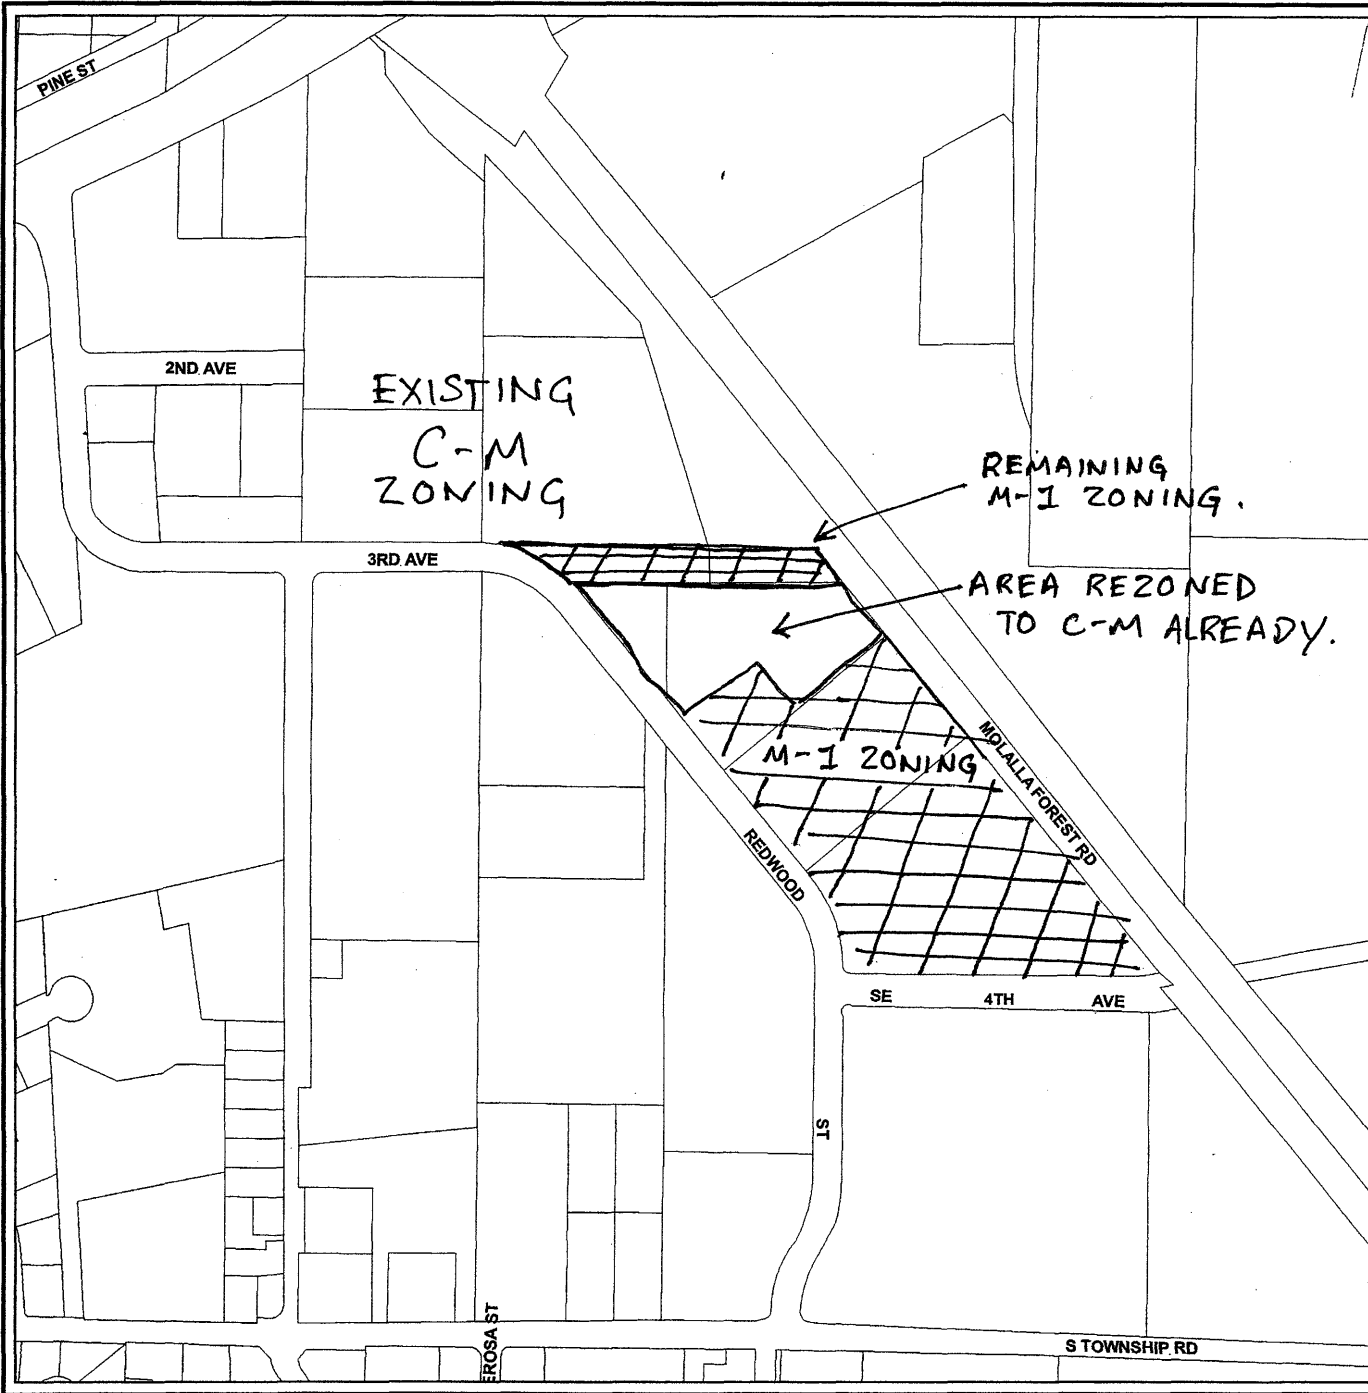 PINE ST
2ND AVE
EXISTING
C-M
ZONING
REMAINING
M-1 ZONING.
3RD AVE
AREA REZONED
TO C-M ALREADY.
M-1 ZONING
MOLALLA FOREST RD
REDWOOD
SE 4TH AVE
ST
EROSA ST
S TOWNSHIP RD